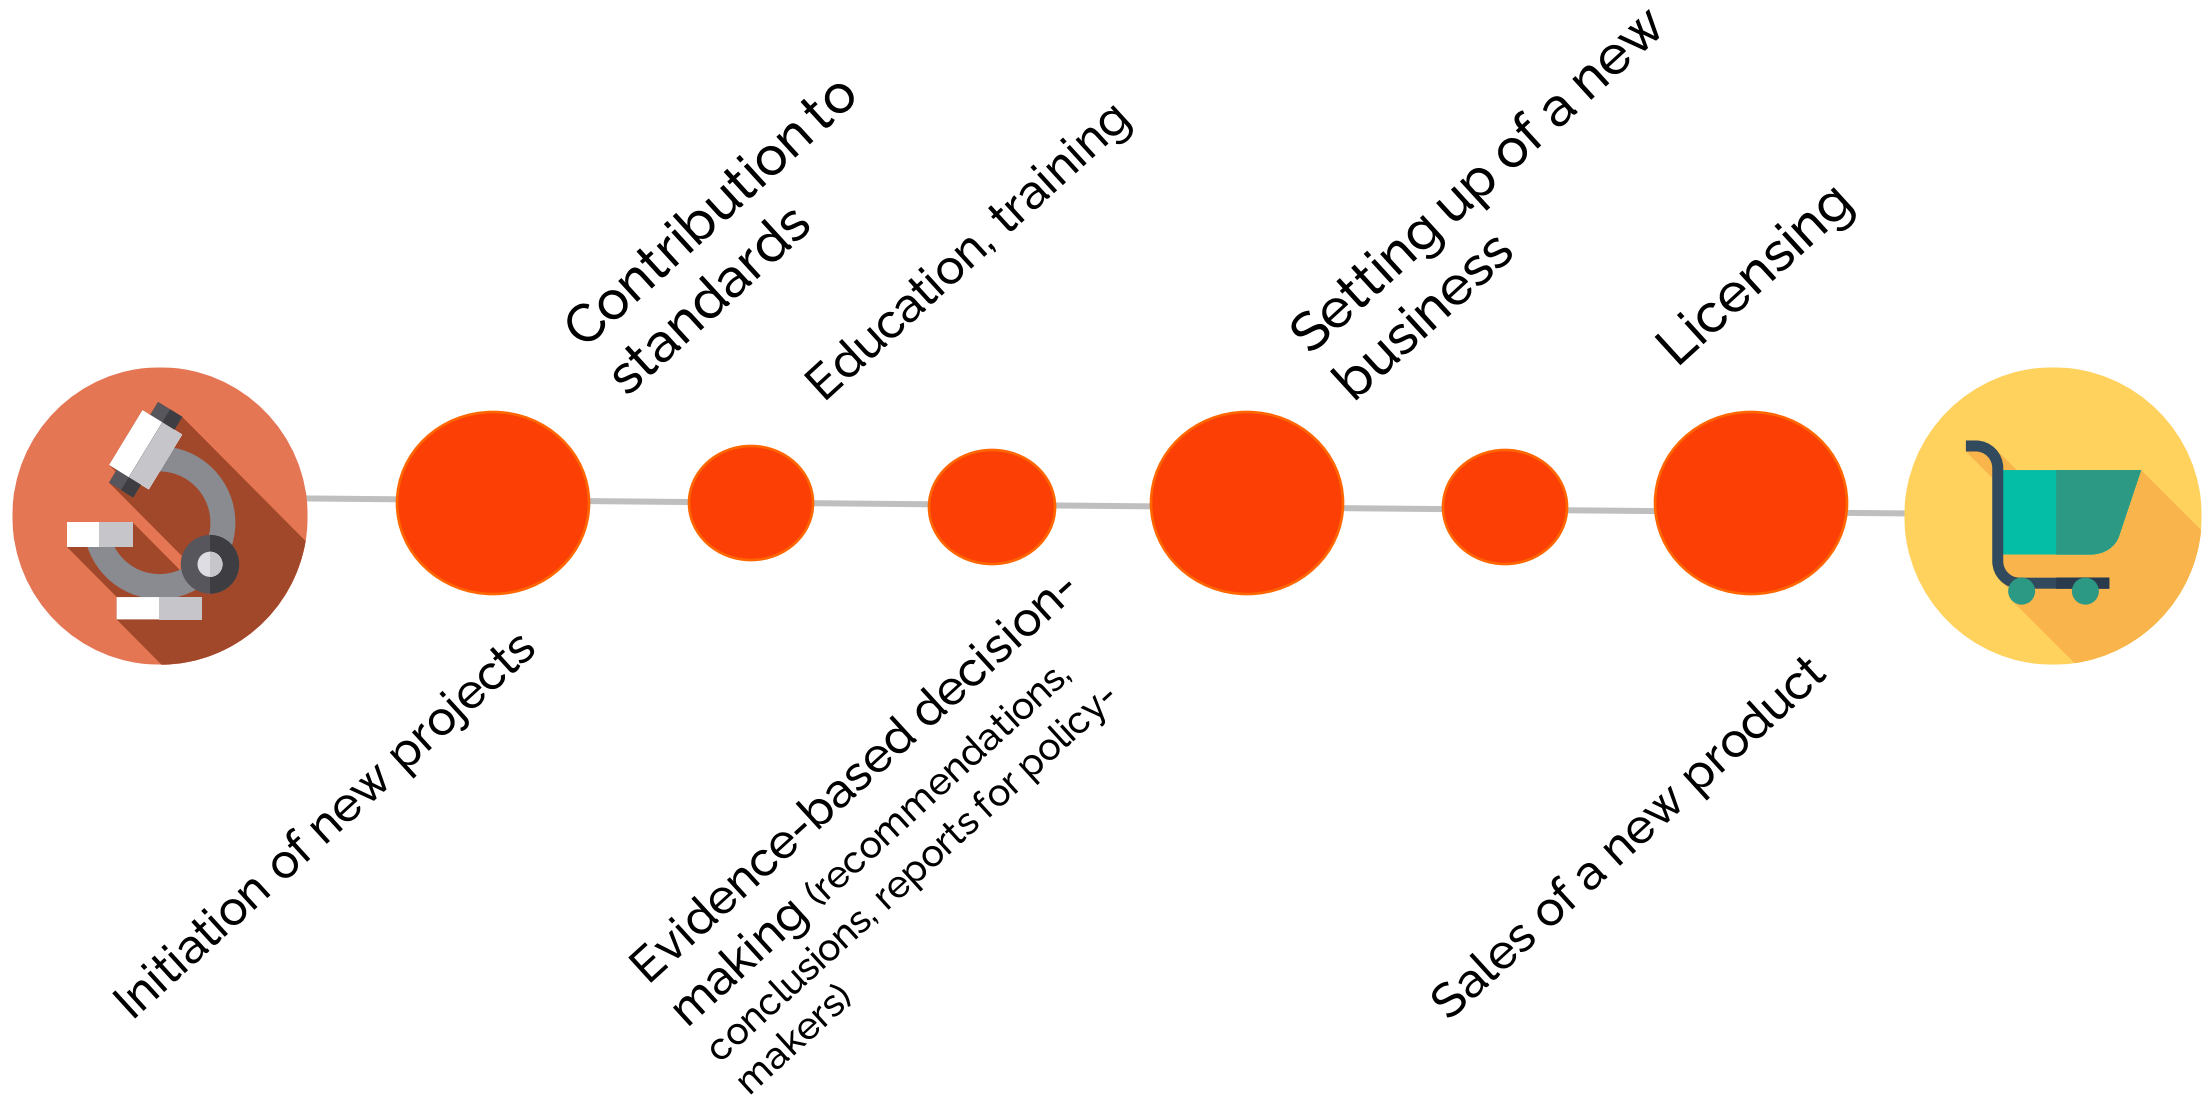 Contribution to
standards
Education, training
Setting up of a new
business
Licensing
Initiation of new projects
Evidence-based decision-
making (recommendations,
conclusions, reports for policy-
makers)
Sales of a new product